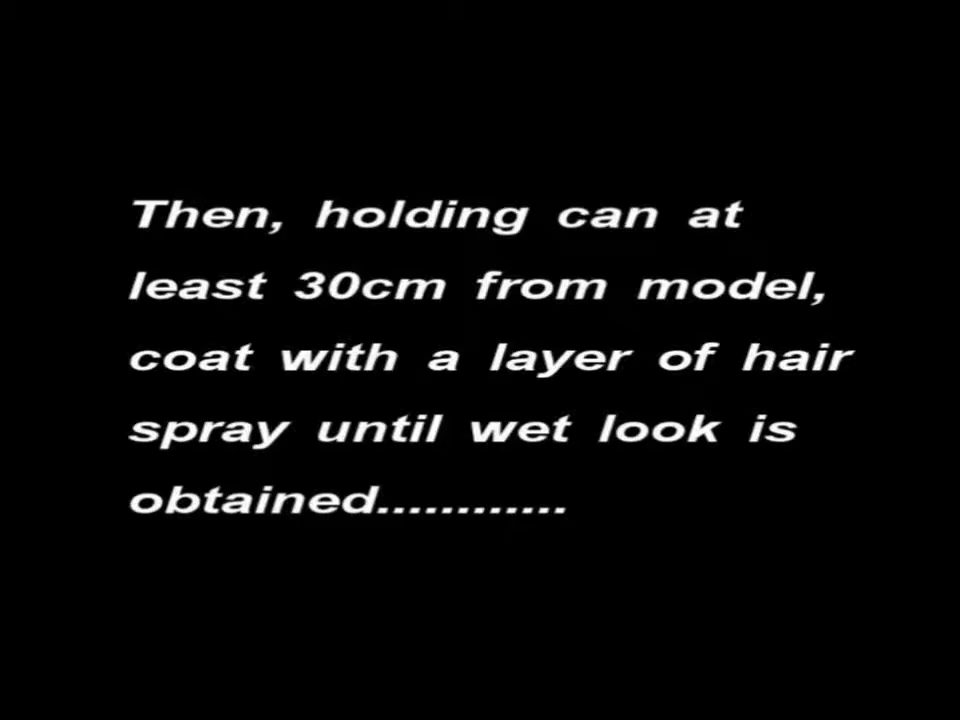 Then, holding can at
least 30cm from model,
coat with a layer of hair
spray until wet look is
obtained............